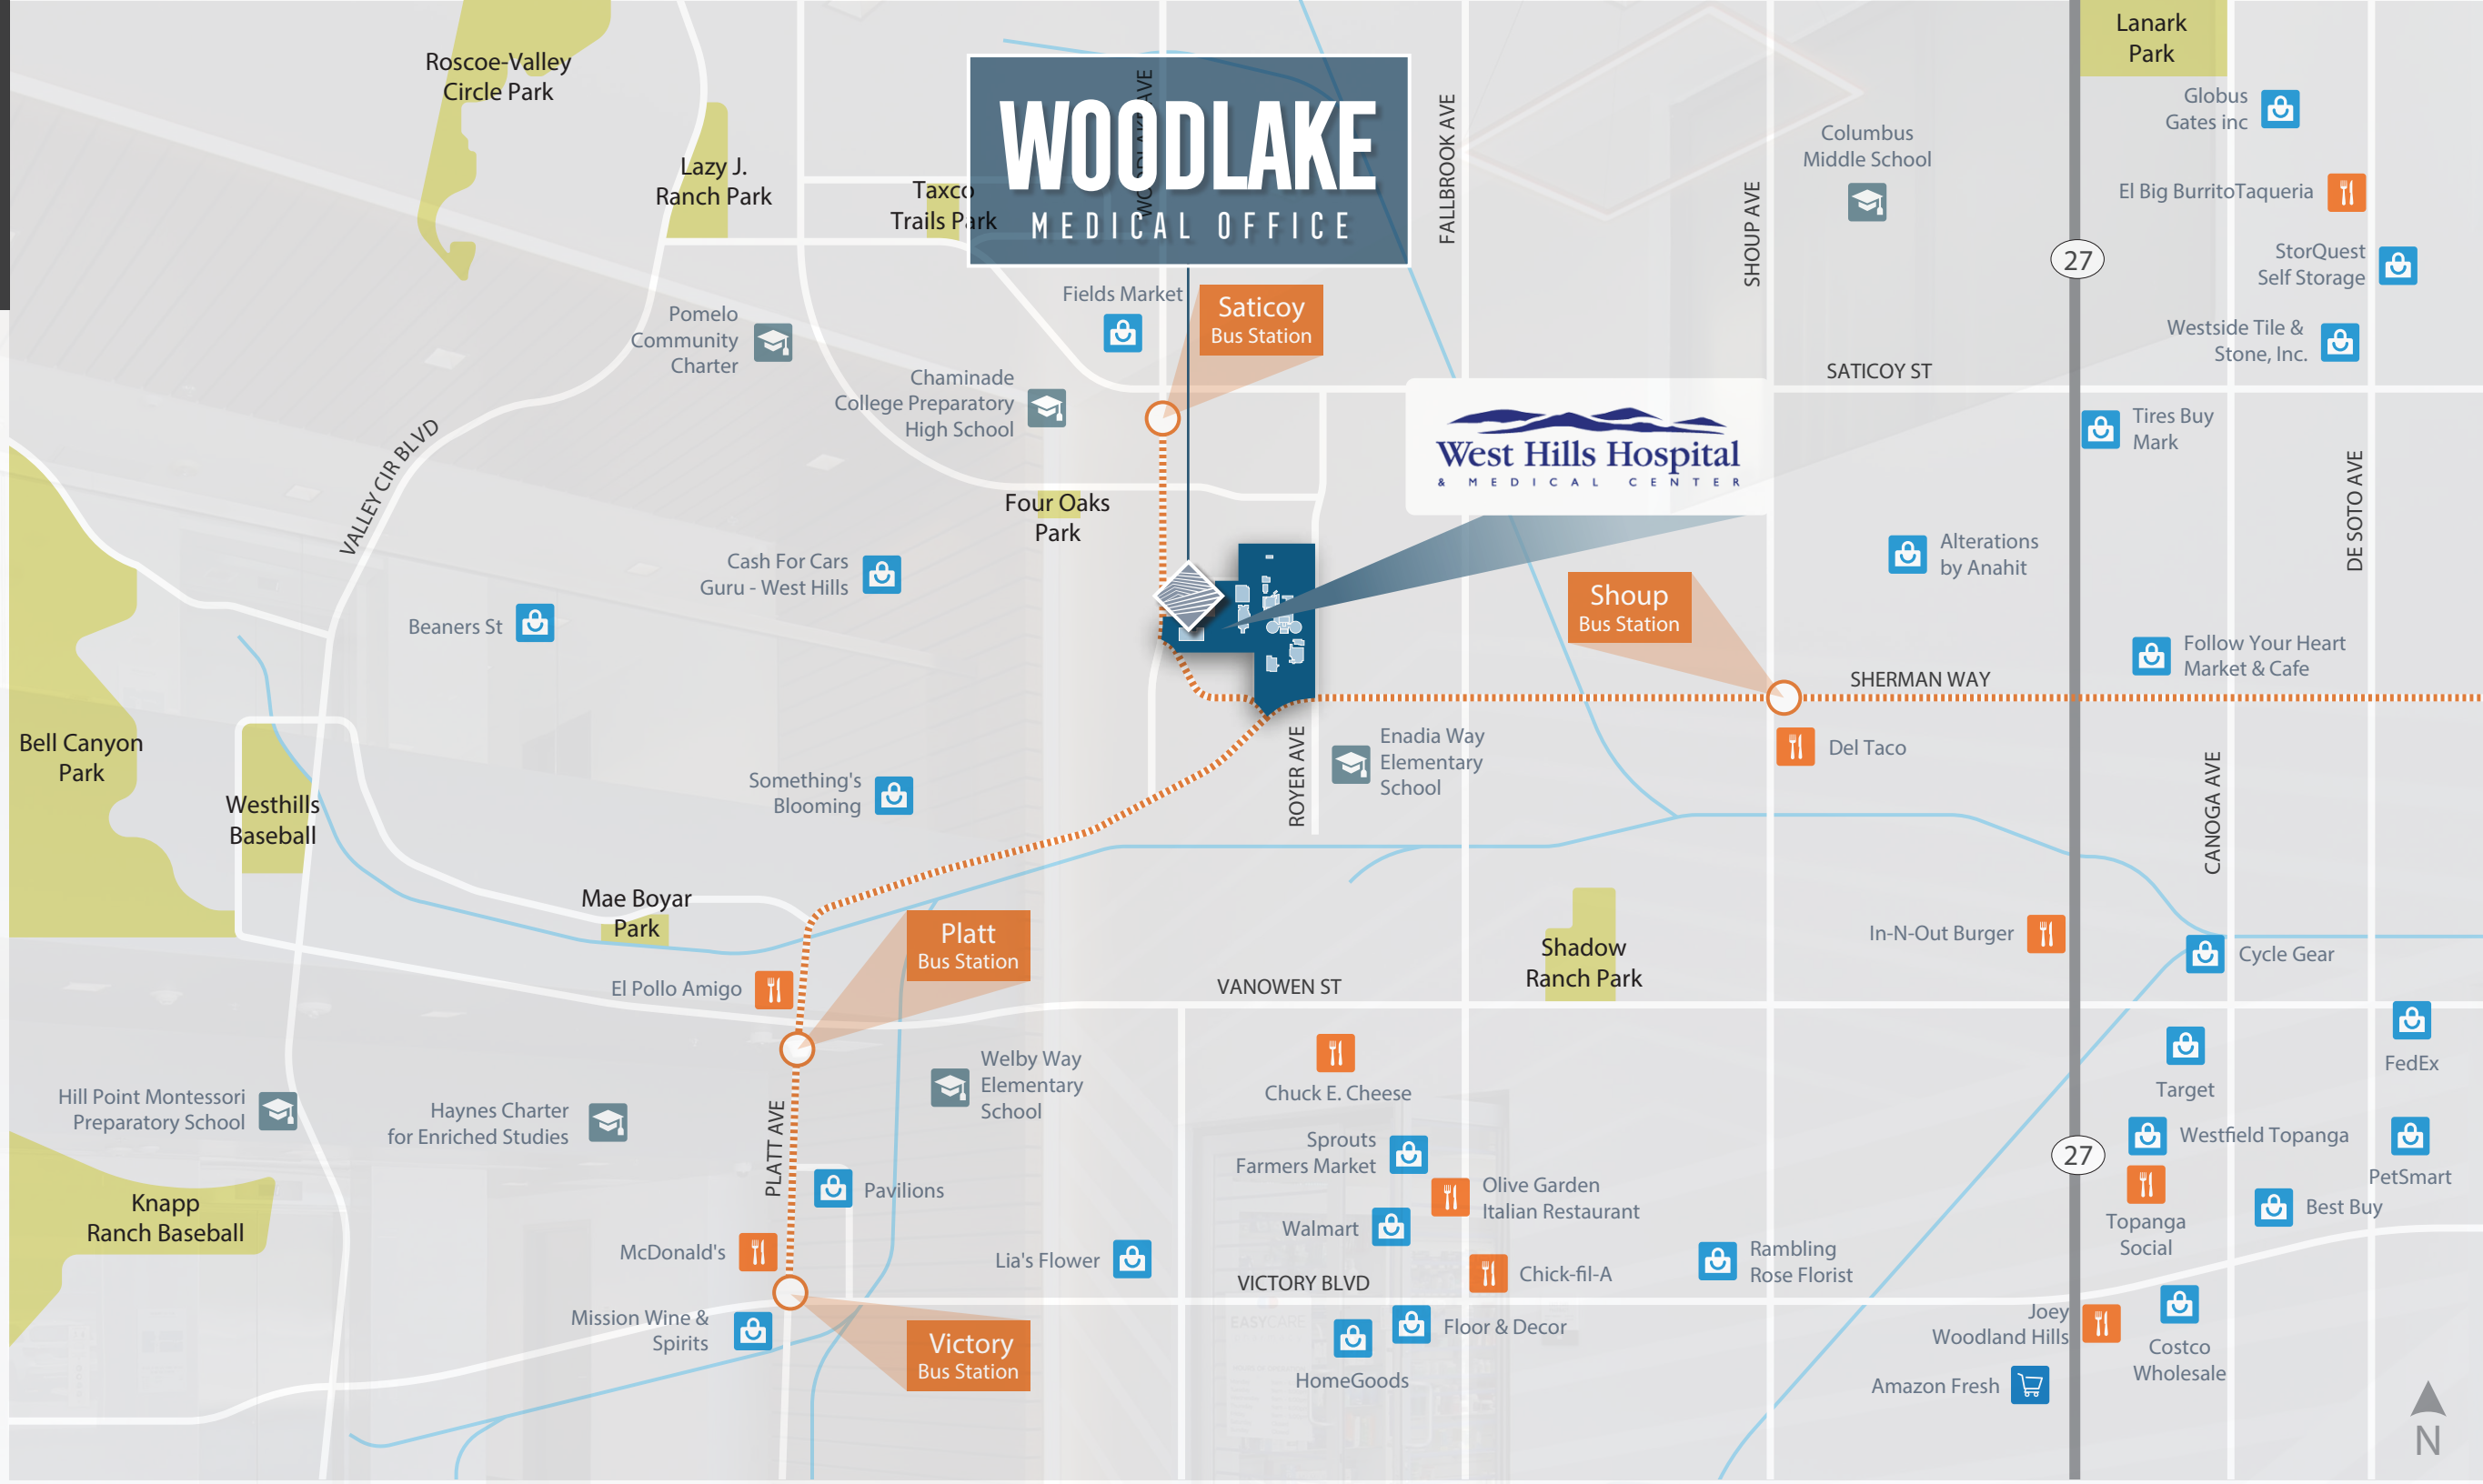 Roscoe-Valley
Circle Park
Lazy J.
Ranch Park
Taxco
Trails Park
WOODLAKE AVE
WOODLAKE
MEDICAL OFFICE
FALLBROOK AVE
SHOUP AVE
Columbus
Middle School
Lanark
Park
Globus
Gates inc
El Big BurritoTaqueria
27
StorQuest
Self Storage
Westside Tile &
Stone, Inc.
Pomelo
Community
Charter
Fields Market
Saticoy
Bus Station
SATICOY ST
Chaminade
College Preparatory
High School
West Hills Hospital
& MEDICAL CENTER
Tires Buy
Mark
DE SOTO AVE
VALLEY CIR BLVD
Four Oaks
Park
Cash For Cars
Guru - West Hills
Beaners St
Alterations
by Anahit
Shoup
Bus Station
Follow Your Heart
Market & Cafe
SHERMAN WAY
Bell Canyon
Park
Westhills
Baseball
Something's
Blooming
ROYER AVE
Enadia Way
Elementary
School
Del Taco
CANOGA AVE
Mae Boyar
Park
Platt
Bus Station
El Pollo Amigo
Shadow
Ranch Park
In-N-Out Burger
Cycle Gear
VANOWEN ST
Hill Point Montessori
Preparatory School
Haynes Charter
for Enriched Studies
PLATT AVE
Welby Way
Elementary
School
Chuck E. Cheese
Sprouts
Farmers Market
Olive Garden
Italian Restaurant
Walmart
Target
FedEx
27
Westfield Topanga
PetSmart
Topanga
Social
Best Buy
Knapp
Ranch Baseball
Pavilions
McDonald's
Lia's Flower
VICTORY BLVD
Chick-fil-A
Rambling
Rose Florist
Mission Wine &
Spirits
Victory
Bus Station
HomeGoods
Floor & Decor
EASYCARE
Joey
Woodland Hills
Costco
Wholesale
Amazon Fresh
N